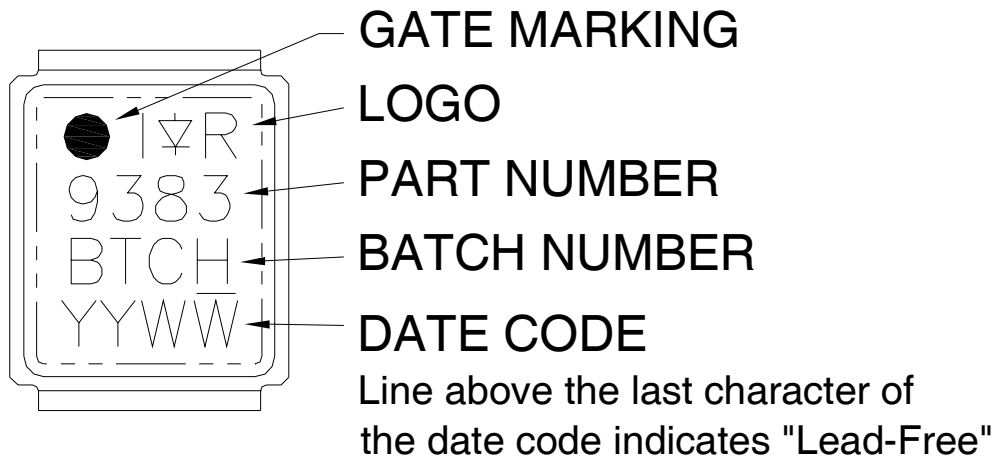 GATE MARKING
I R
LOGO
9383
PART NUMBER
BTCH
BATCH NUMBER
YYWW̅
DATE CODE
Line above the last character of
the date code indicates "Lead-Free"